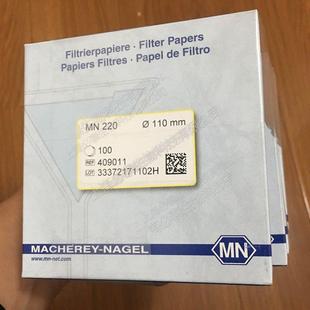 Filtrierpapiere · Filter Papers
Papiers Filtres · Papel de Filtro
MN 220 Ø 110 mm
100
REF 409011
LOT 33372171102H
MACHEREY-NAGEL
www.mn-net.com
MN